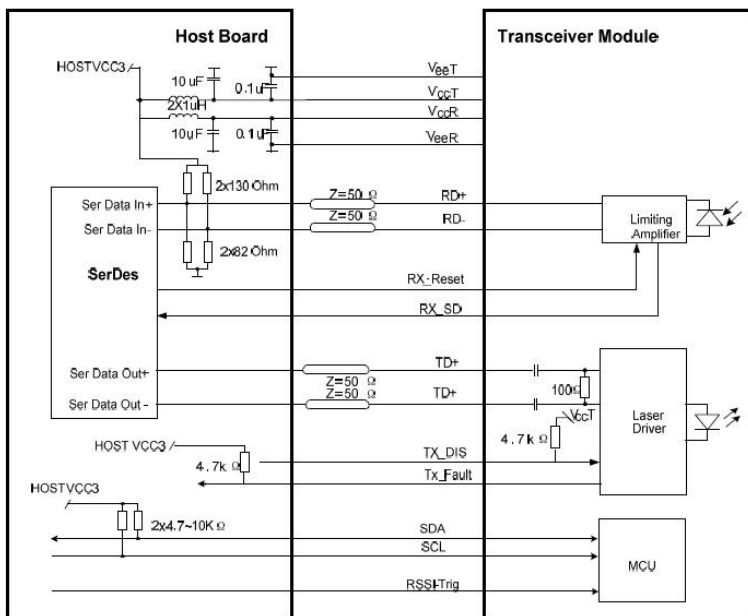 Host Board
Transceiver Module
HOSTVCC3
10 uF
0.1uF
VeeT
VccT
2X1uH
VccR
10uF
0.1uF
VeeR
2x130 Ohm
Z=50 Ω
RD+
Ser Data In+
Z=50 Ω
RD-
Ser Data In-
Limiting
Amplifier
2x82 Ohm
SerDes
RX-Reset
RX_SD
Ser Data Out+
TD+
Z=50 Ω
100Ω
Z=50 Ω
TD+
Ser Data Out -
VccT
Laser
Driver
HOST VCC3
4.7k Ω
TX_DIS
4.7k Ω
Tx_Fault
HOSTVCC3
2x4.7~10K Ω
SDA
SCL
MCU
RSSI-Trig